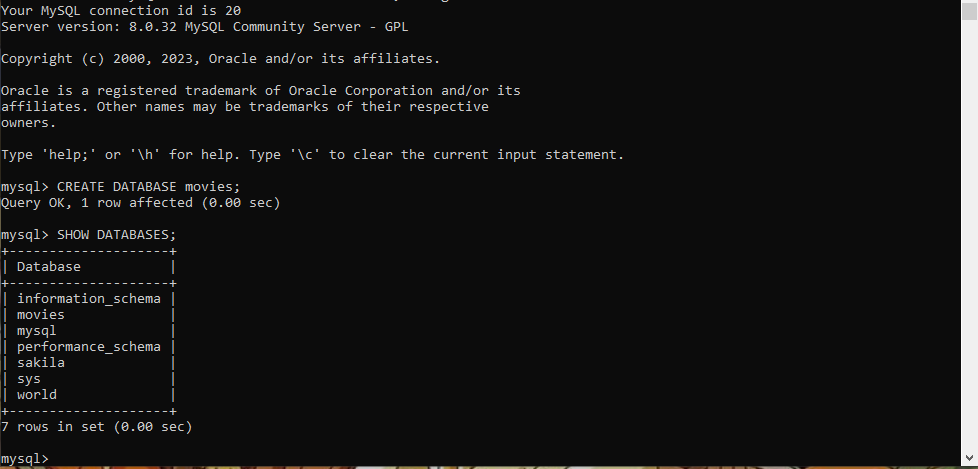 Your MySQL connection id is 20
Server version: 8.0.32 MySQL Community Server - GPL
Copyright (c) 2000, 2023, Oracle and/or its affiliates.
Oracle is a registered trademark of Oracle Corporation and/or its
affiliates. Other names may be trademarks of their respective
owners.
Type 'help;' or '\h' for help. Type '\c' to clear the current input statement.
mysql> CREATE DATABASE movies;
Query OK, 1 row affected (0.00 sec)
mysql> SHOW DATABASES;
+--------------------+
| Database           |
+--------------------+
| information_schema |
| movies             |
| mysql              |
| performance_schema |
| sakila             |
| sys                |
| world              |
+--------------------+
7 rows in set (0.00 sec)
mysql>